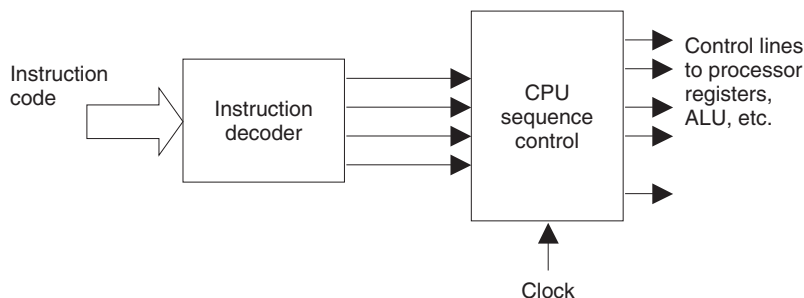 Instruction
code
Instruction
decoder
CPU
sequence
control
Control lines
to processor
registers,
ALU, etc.
Clock